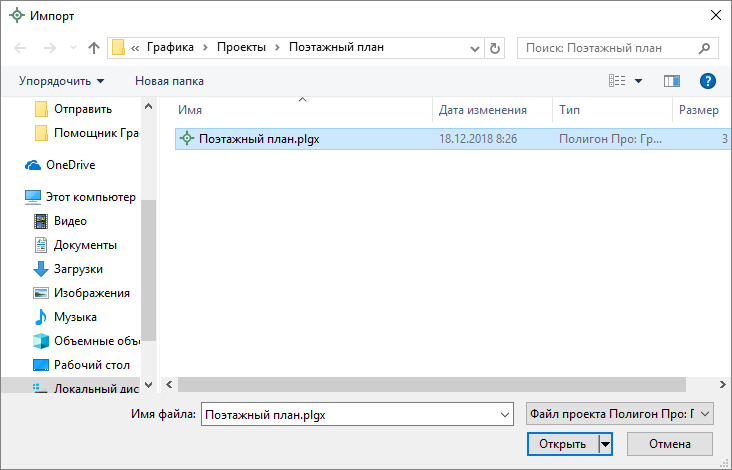 Импорт
« Графика › Проекты › Поэтажный план
Поиск: Поэтажный план
Упорядочить
Новая папка
?
Имя
Дата изменения
Тип
Размер
Поэтажный план.plgx
18.12.2018 8:26
Полигон Про: Гр...
3
Отправить
Помощник Гра
OneDrive
Этот компьютер
Видео
Документы
Загрузки
Изображения
Музыка
Объемные объ
Рабочий стол
Локальный дис
Имя файла:
Поэтажный план.plgx
Файл проекта Полигон Про: Г
Открыть
Отмена